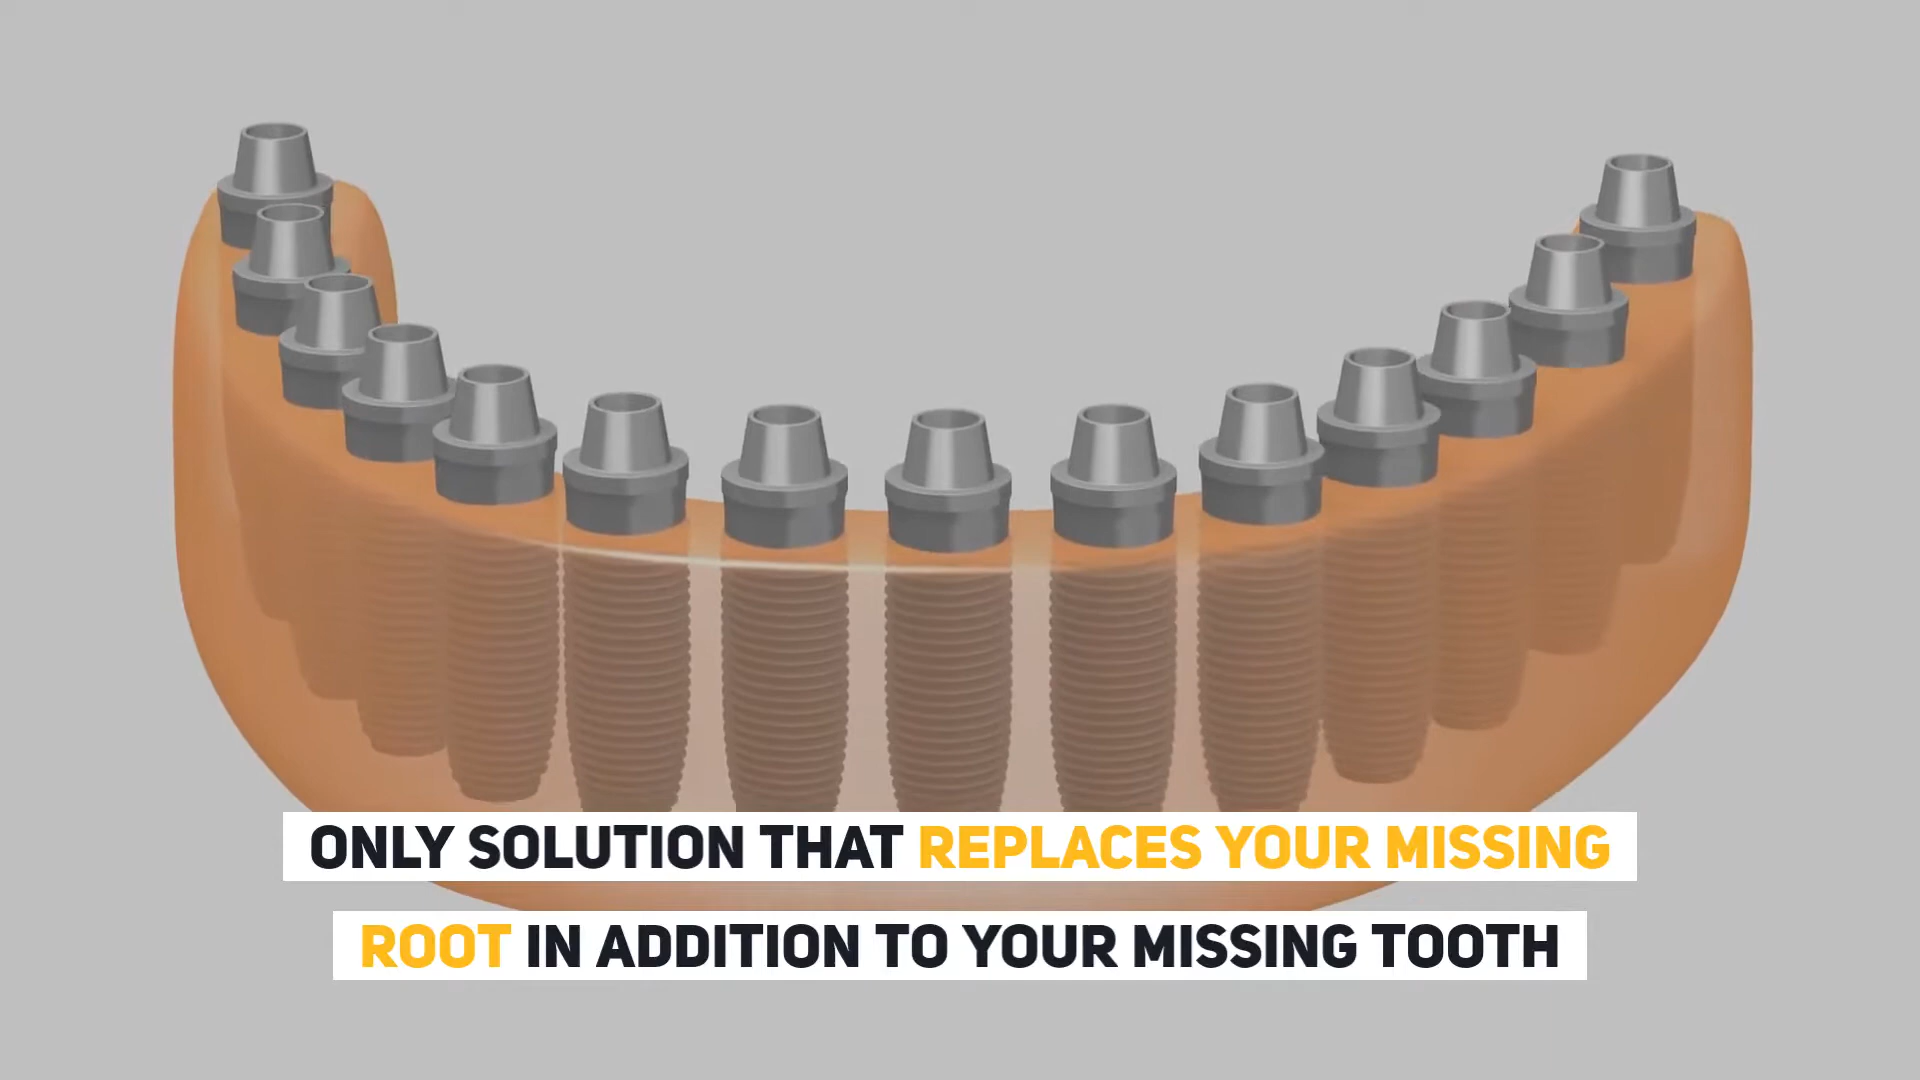 ONLY SOLUTION THAT REPLACES YOUR MISSING
ROOT IN ADDITION TO YOUR MISSING TOOTH